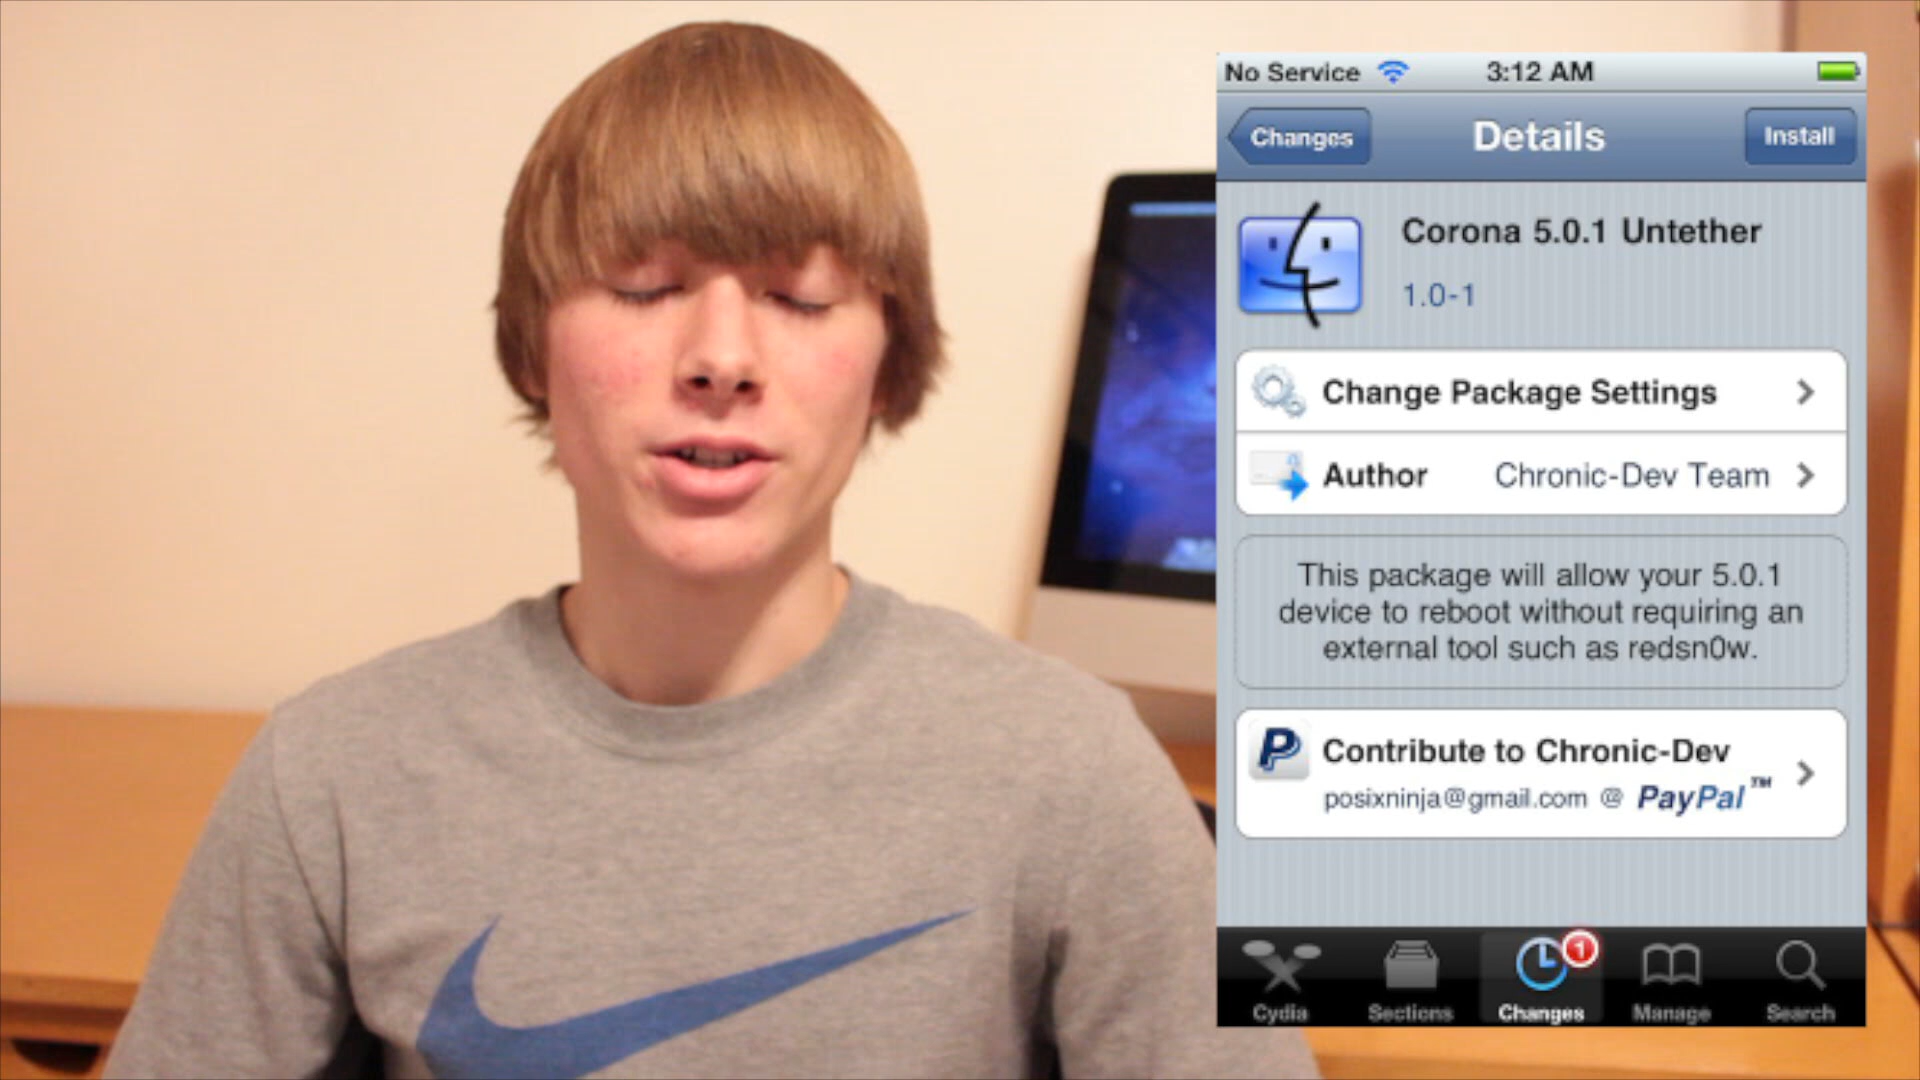 No Service
3:12 AM
Changes
Details
Install
Corona 5.0.1 Untether
1.0-1
Change Package Settings
Author
Chronic-Dev Team
This package will allow your 5.0.1
device to reboot without requiring an
external tool such as redsn0w.
P
Contribute to Chronic-Dev
posixninja@gmail.com @ PayPal™
1
Cydia
Sections
Changes
Manage
Search